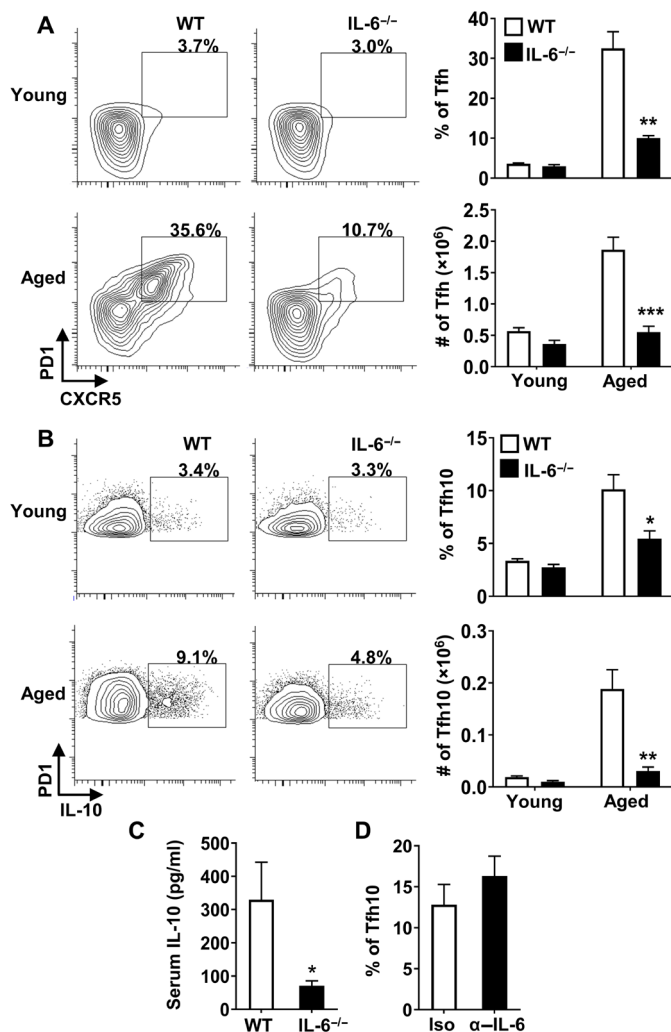 A
WT
IL-6⁻/⁻
3.7%
3.0%
Young
35.6%
10.7%
Aged
PD1
CXCR5
WT
IL-6⁻/⁻
% of Tfh
40
30
20
10
0
**
# of Tfh (×10⁶)
2.5
2.0
1.5
1.0
0.5
0.0
***
Young
Aged
B
WT
IL-6⁻/⁻
3.4%
3.3%
Young
9.1%
4.8%
Aged
PD1
IL-10
WT
IL-6⁻/⁻
% of Tfh10
15
10
5
0
*
# of Tfh10 (×10⁶)
0.3
0.2
0.1
0.0
**
Young
Aged
C
Serum IL-10 (pg/ml)
500
400
300
200
100
0
*
WT
IL-6⁻/⁻
D
% of Tfh10
20
15
10
5
0
Iso
α–IL-6